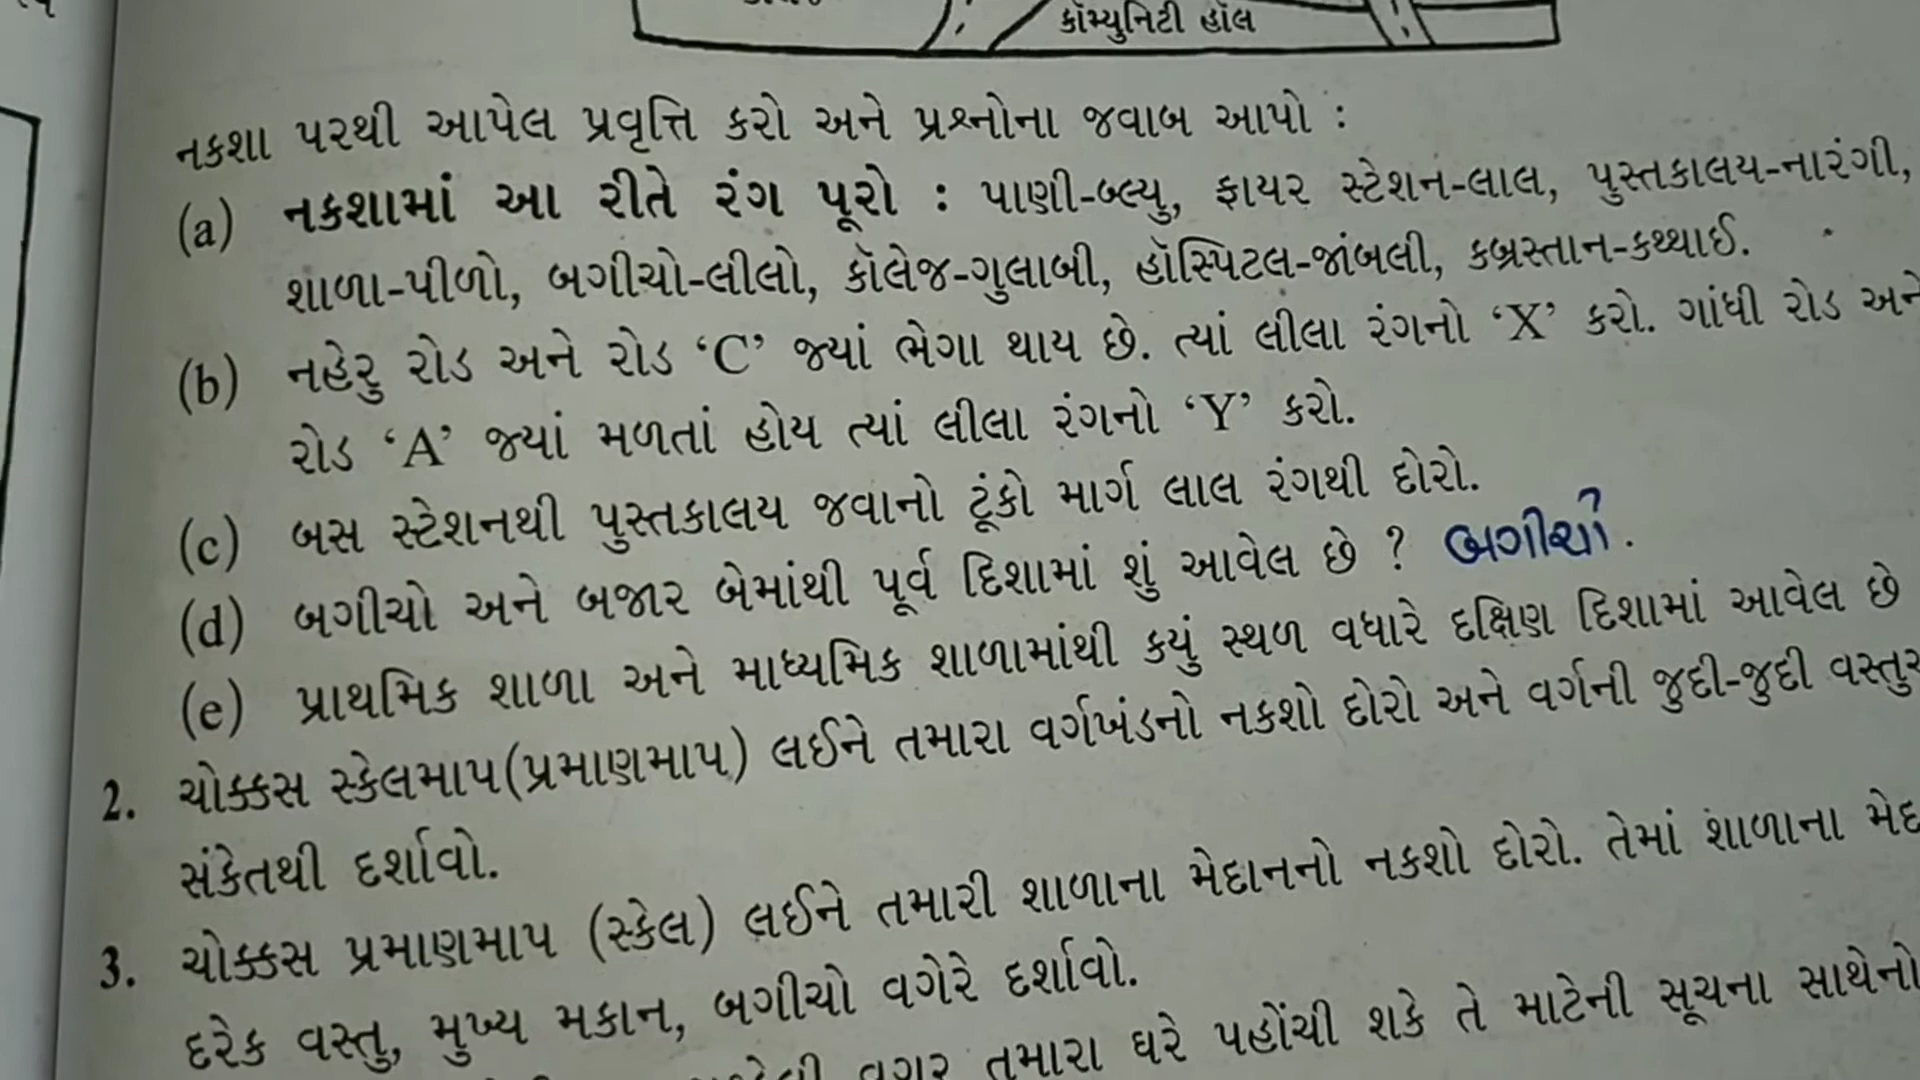 કૉમ્યુનિટી હૉલ
નકશા પરથી આપેલ પ્રવૃત્તિ કરો અને પ્રશ્નોના જવાબ આપો :
(a) નકશામાં આ રીતે રંગ પૂરો : પાણી-બ્લ્યુ, ફાયર સ્ટેશન-લાલ, પુસ્તકાલય-નારંગી,
શાળા-પીળો, બગીચો-લીલો, કૉલેજ-ગુલાબી, હૉસ્પિટલ-જાંબલી, કબ્રસ્તાન-કથ્થાઈ.
(b) નહેરુ રોડ અને રોડ ‘C’ જ્યાં ભેગા થાય છે. ત્યાં લીલા રંગનો ‘X’ કરો. ગાંધી રોડ અને
રોડ ‘A’ જ્યાં મળતાં હોય ત્યાં લીલા રંગનો ‘Y’ કરો.
(c) બસ સ્ટેશનથી પુસ્તકાલય જવાનો ટૂંકો માર્ગ લાલ રંગથી દોરો.
(d) બગીચો અને બજાર બેમાંથી પૂર્વ દિશામાં શું આવેલ છે ? બગીચો.
(e) પ્રાથમિક શાળા અને માધ્યમિક શાળામાંથી કયું સ્થળ વધારે દક્ષિણ દિશામાં આવેલ છે
2. ચોક્કસ સ્કેલમાપ(પ્રમાણમાપ) લઈને તમારા વર્ગખંડનો નકશો દોરો અને વર્ગની જુદી-જુદી
સંકેતથી દર્શાવો.
3. ચોક્કસ પ્રમાણમાપ (સ્કેલ) લઈને તમારી શાળાના મેદાનનો નકશો દોરો. તેમાં શાળાના
દરેક વસ્તુ, મુખ્ય મકાન, બગીચો વગેરે દર્શાવો.
વગર તમારા ઘરે પહોંચી શકે તે માટેની સૂચના સાથેનો